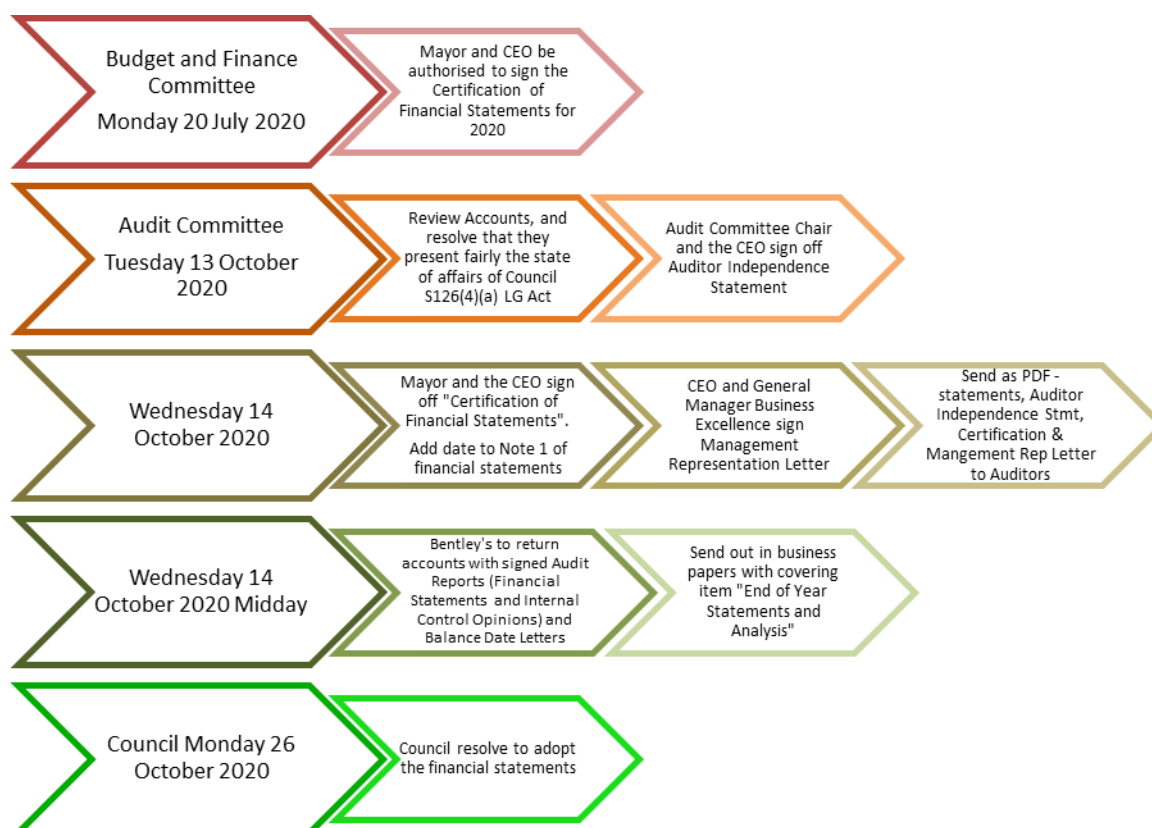 Budget and Finance
Committee
Monday 20 July 2020
Mayor and CEO be
authorised to sign the
Certification of
Financial Statements for
2020
Audit Committee
Tuesday 13 October
2020
Review Accounts, and
resolve that they
present fairly the state
of affairs of Council
S126(4)(a) LG Act
Audit Committee Chair
and the CEO sign off
Auditor Independence
Statement
Wednesday 14
October 2020
Mayor and the CEO sign
off "Certification of
Financial Statements".
Add date to Note 1 of
financial statements
CEO and General
Manager Business
Excellence sign
Management
Representation Letter
Send as PDF -
statements, Auditor
Independence Stmt,
Certification &
Mangement Rep Letter
to Auditors
Wednesday 14
October 2020 Midday
Bentley's to return
accounts with signed Audit
Reports (Financial
Statements and Internal
Control Opinions) and
Balance Date Letters
Send out in business
papers with covering
item "End of Year
Statements and
Analysis"
Council Monday 26
October 2020
Council resolve to adopt
the financial statements